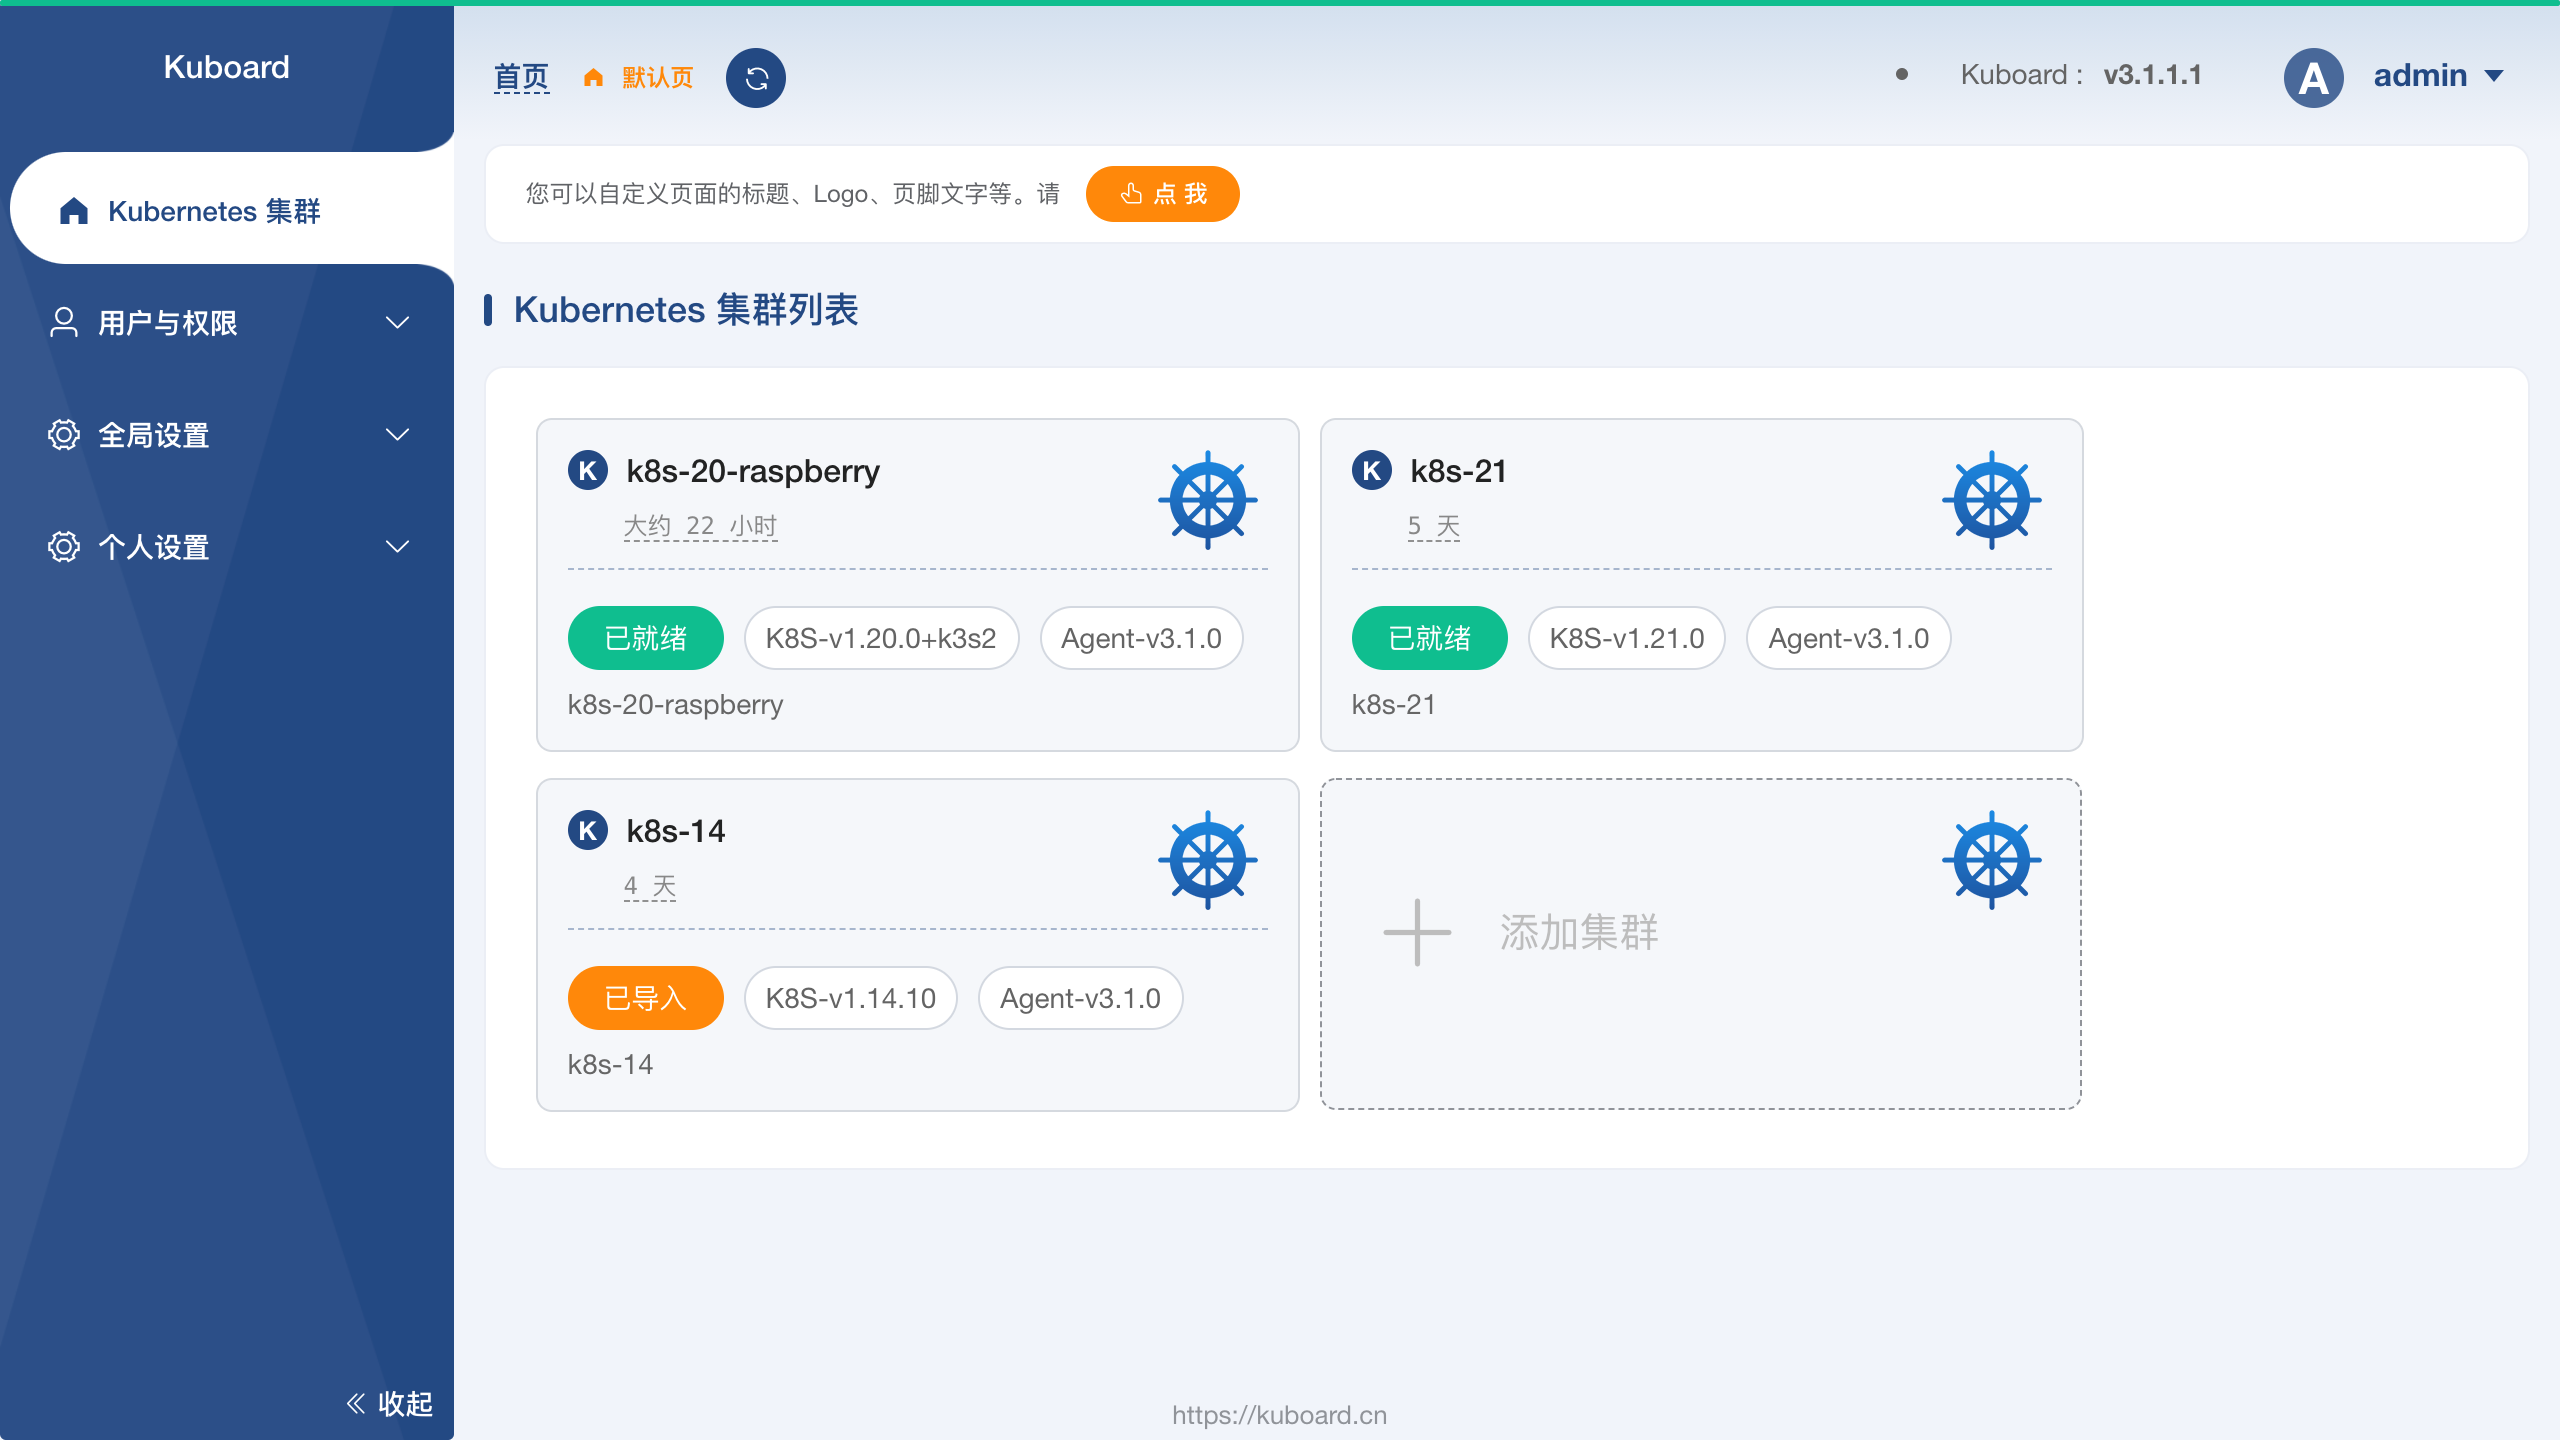 Kuboard
首页 默认页
Kuboard : v3.1.1.1
A admin
Kubernetes 集群
用户与权限
全局设置
个人设置
收起
您可以自定义页面的标题、Logo、页脚文字等。请 点 我
Kubernetes 集群列表
K k8s-20-raspberry
大约 22 小时
已就绪 K8S-v1.20.0+k3s2 Agent-v3.1.0
k8s-20-raspberry
K k8s-21
5 天
已就绪 K8S-v1.21.0 Agent-v3.1.0
k8s-21
K k8s-14
4 天
已导入 K8S-v1.14.10 Agent-v3.1.0
k8s-14
添加集群
https://kuboard.cn